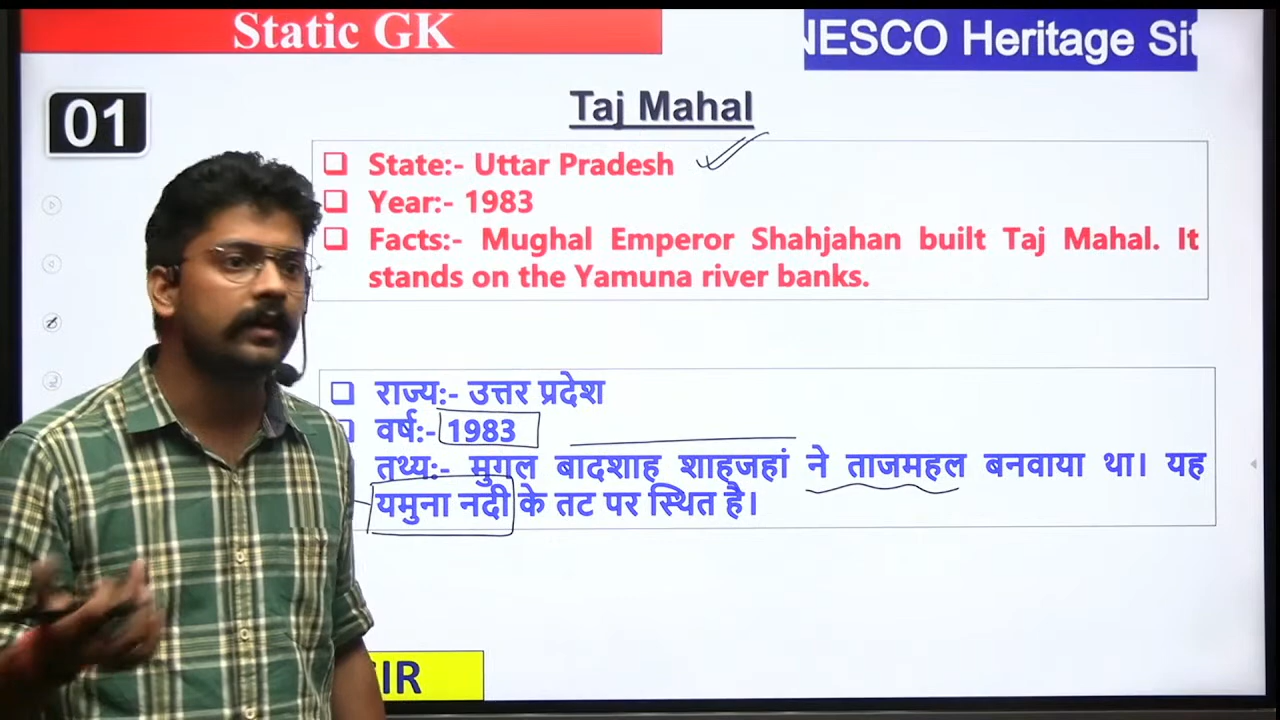 Static GK
NESCO Heritage Sit
01
Taj Mahal
State:- Uttar Pradesh
Year:- 1983
Facts:- Mughal Emperor Shahjahan built Taj Mahal. It
stands on the Yamuna river banks.
राज्य:- उत्तर प्रदेश
वर्ष:- 1983
तथ्य:- मुगल बादशाह शाहजहां ने ताजमहल बनवाया था। यह
यमुना नदी के तट पर स्थित है।
SIR